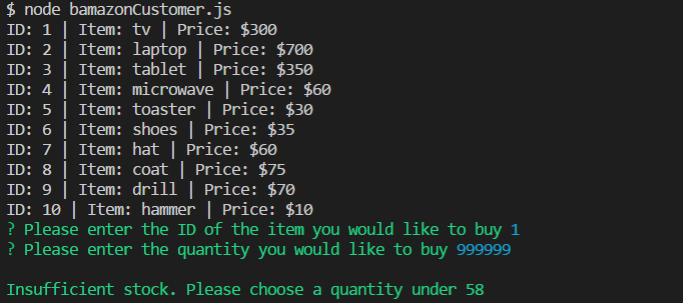 $ node bamazonCustomer.js
ID: 1 | Item: tv | Price: $300
ID: 2 | Item: laptop | Price: $700
ID: 3 | Item: tablet | Price: $350
ID: 4 | Item: microwave | Price: $60
ID: 5 | Item: toaster | Price: $30
ID: 6 | Item: shoes | Price: $35
ID: 7 | Item: hat | Price: $60
ID: 8 | Item: coat | Price: $75
ID: 9 | Item: drill | Price: $70
ID: 10 | Item: hammer | Price: $10
? Please enter the ID of the item you would like to buy 1
? Please enter the quantity you would like to buy 999999
Insufficient stock. Please choose a quantity under 58